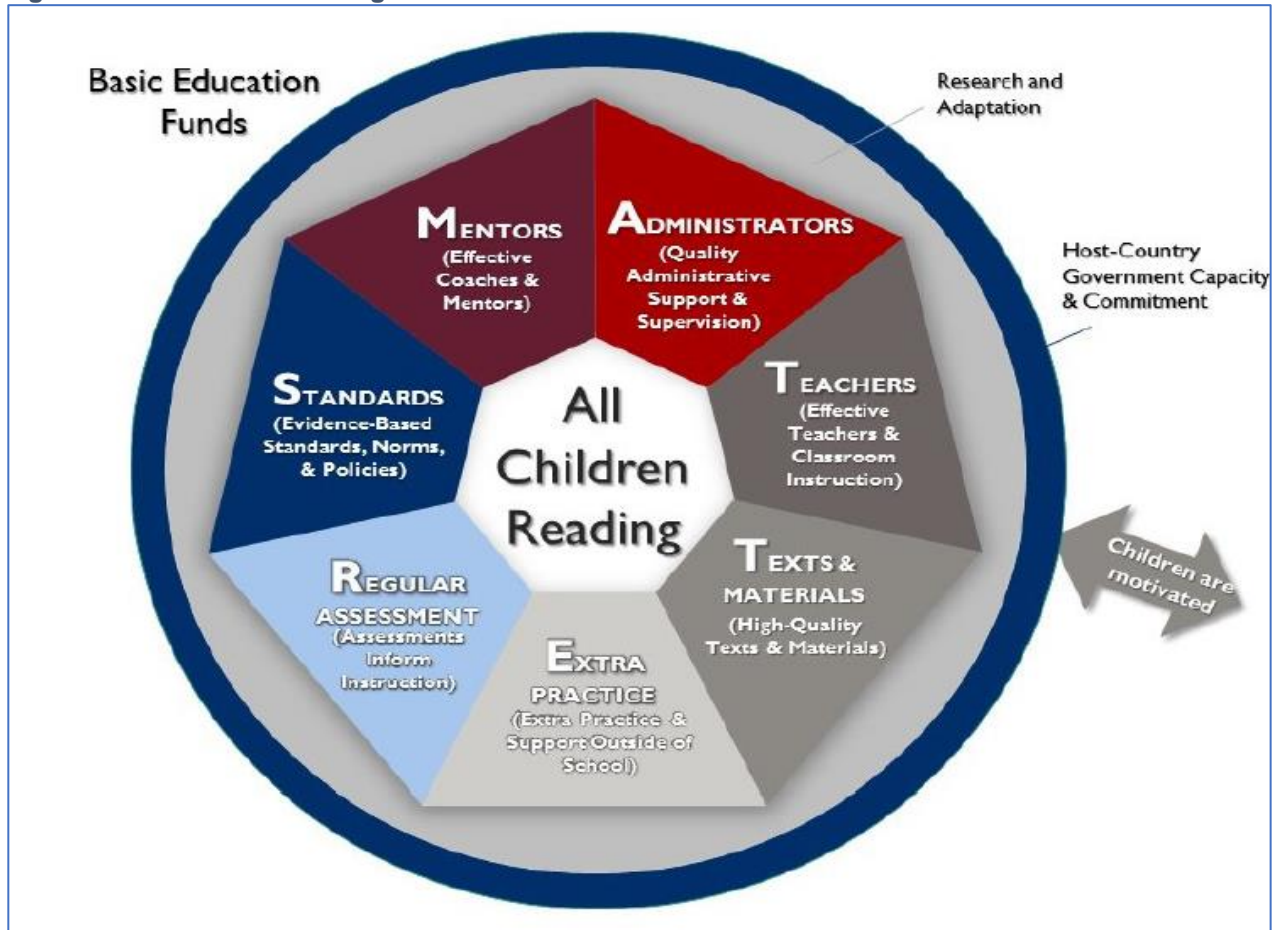 Basic Education
Funds
Research and
Adaptation
Host-Country
Government Capacity
& Commitment
MENTORS
(Effective
Coaches &
Mentors)
ADMINISTRATORS
(Quality
Administrative
Support &
Supervision)
STANDARDS
(Evidence-Based
Standards, Norms,
& Policies)
All
Children
Reading
TEACHERS
(Effective
Teachers &
Classroom
Instruction)
REGULAR
ASSESSMENT
(Assessments
Inform
Instruction)
EXTRA
PRACTICE
(Extra Practice &
Support Outside of
School)
TEXTS &
MATERIALS
(High-Quality
Texts & Materials)
Children are
motivated